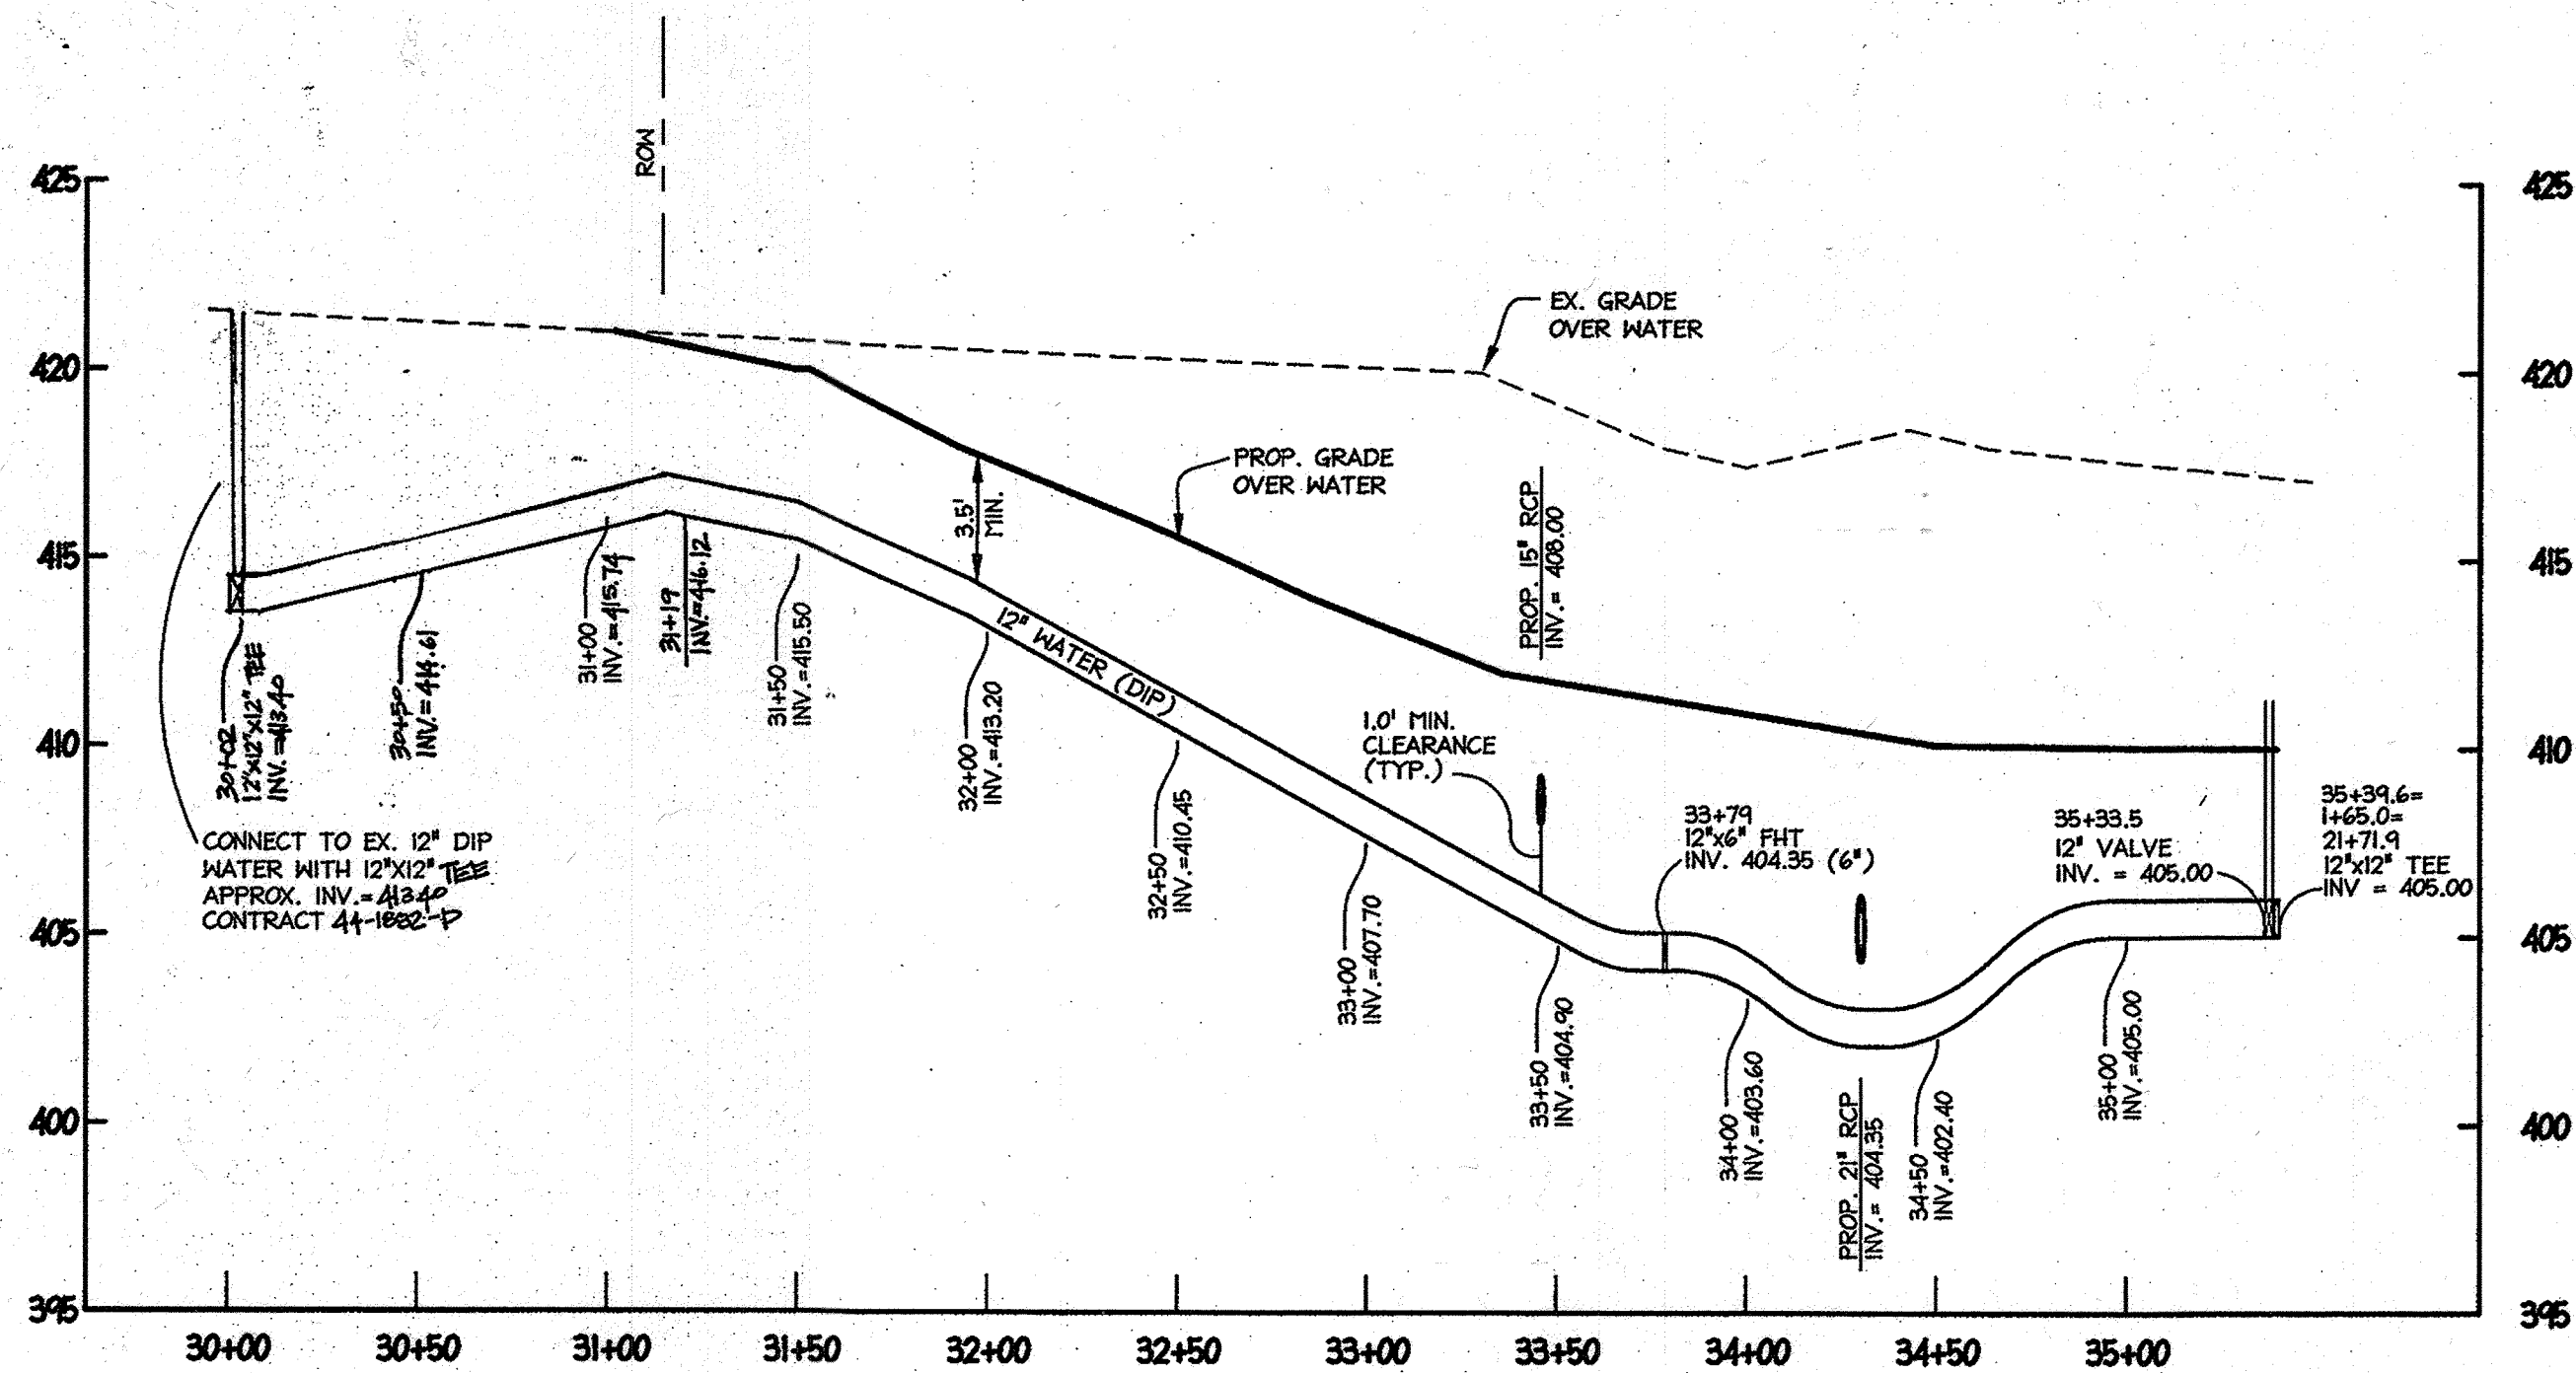 ROW
425
420
415
410
405
400
395
425
420
415
410
405
400
395
EX. GRADE
OVER WATER
PROP. GRADE
OVER WATER
3.5'
MIN.
12" WATER (DIP)
PROP. 15" RCP
INV.= 408.00
1.0' MIN.
CLEARANCE
(TYP.)
30+02
12"x12"x12" TEE
INV.=413.40
30+50
INV.=414.61
31+00
INV.=415.74
31+19
INV.=416.12
31+50
INV.=415.50
32+00
INV.=413.20
32+50
INV.=410.45
33+00
INV.=407.70
33+50
INV.=404.90
33+79
12"x6" FHT
INV. 404.35 (6")
34+00
INV.=403.60
PROP. 21" RCP
INV.= 404.35
34+50
INV.=402.40
35+00
INV.=405.00
35+33.5
12" VALVE
INV. = 405.00
35+39.6=
1+65.0=
21+71.9
12"x12" TEE
INV = 405.00
CONNECT TO EX. 12" DIP
WATER WITH 12"X12" TEE
APPROX. INV.=413.40
CONTRACT 44-1882-D
30+00 30+50 31+00 31+50 32+00 32+50 33+00 33+50 34+00 34+50 35+00